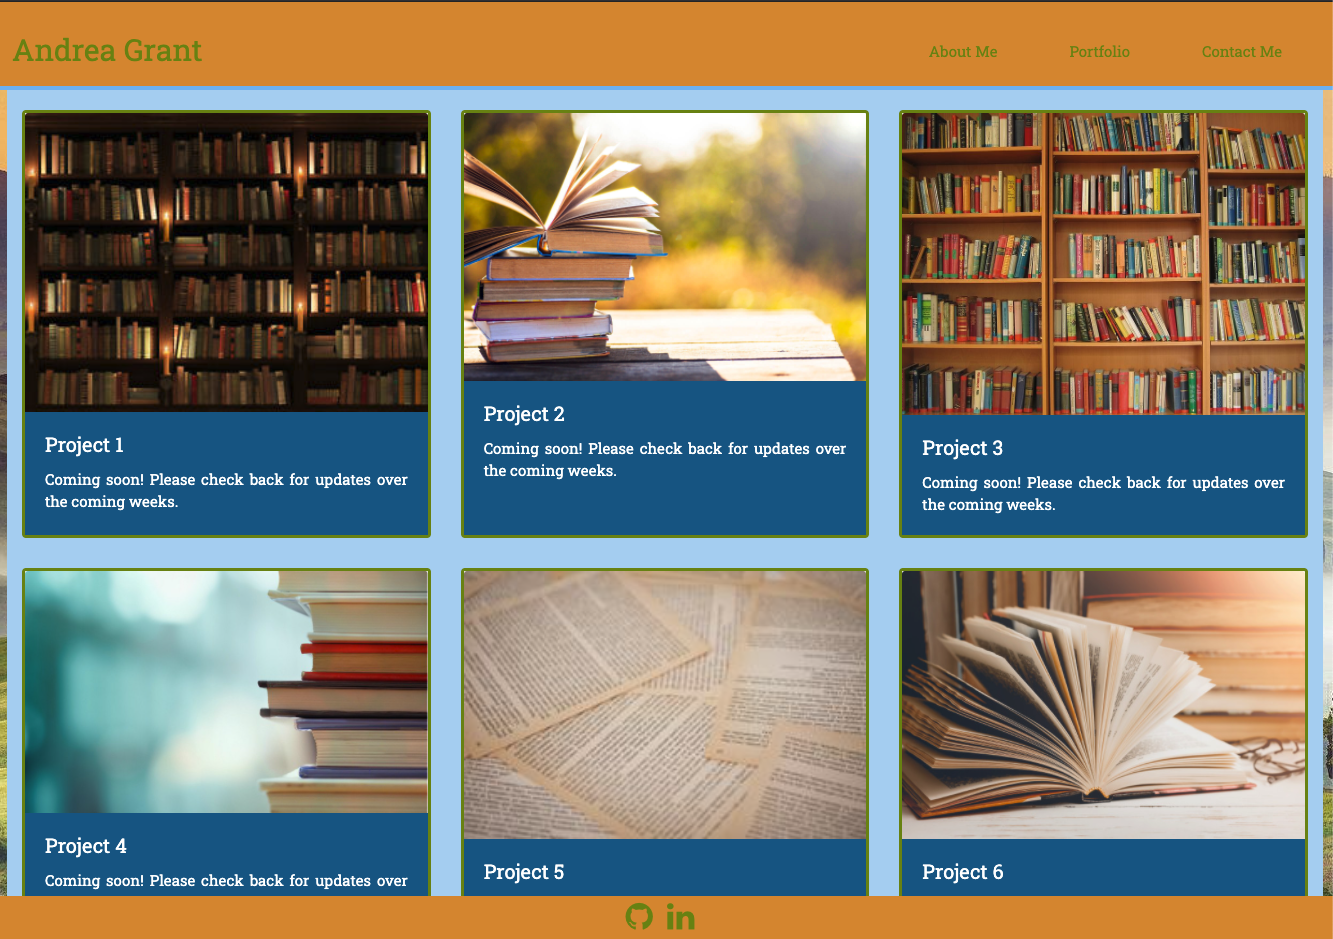 Andrea Grant
About Me
Portfolio
Contact Me
Project 1
Coming soon! Please check back for updates over
the coming weeks.
Project 2
Coming soon! Please check back for updates over
the coming weeks.
Project 3
Coming soon! Please check back for updates over
the coming weeks.
Project 4
Coming soon! Please check back for updates over
Project 5
Project 6
in